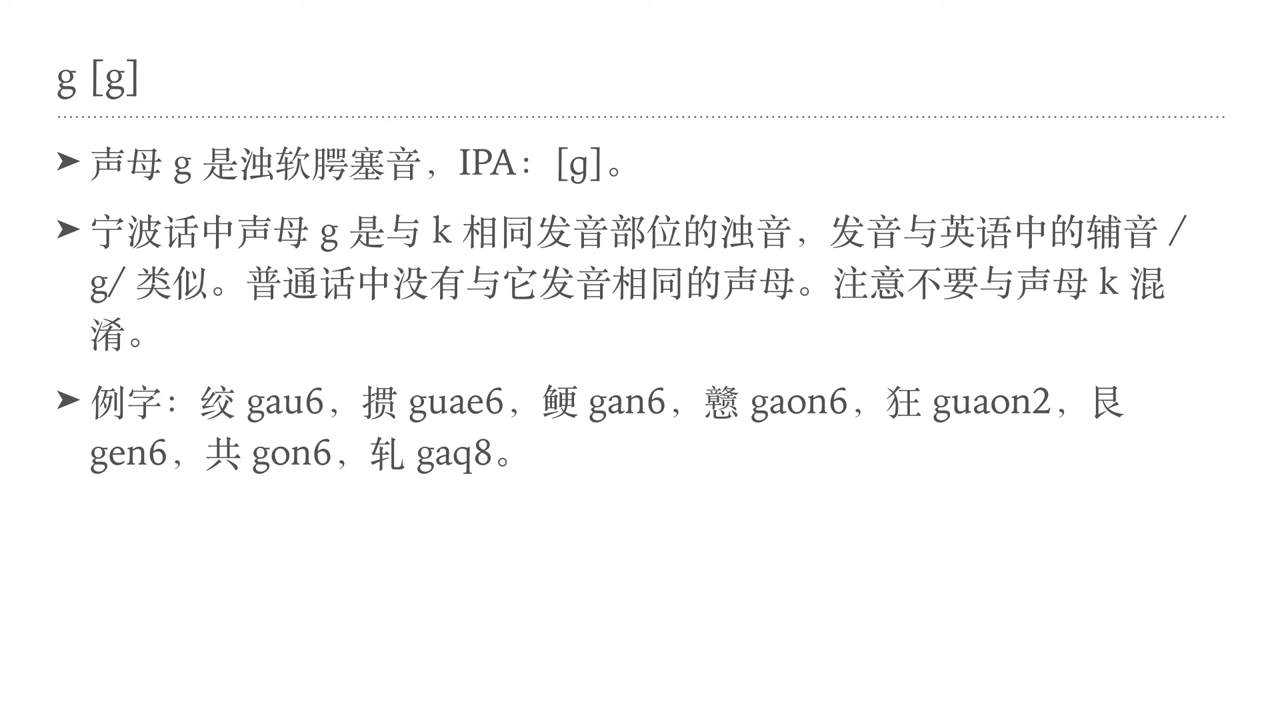 g [g]
➤ 声母 g 是浊软腭塞音，IPA：[g]。
➤ 宁波话中声母 g 是与 k 相同发音部位的浊音，发音与英语中的辅音 /
g/ 类似。普通话中没有与它发音相同的声母。注意不要与声母 k 混
淆。
➤ 例字：绞 gau6，掼 guae6，鲠 gan6，戆 gaon6，狂 guaon2，艮
gen6，共 gon6，轧 gaq8。